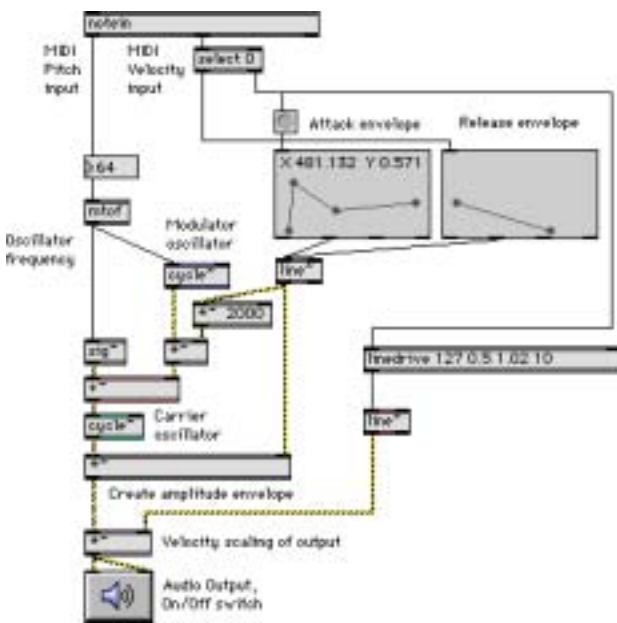 notein
MIDI
Pitch
input
MIDI
Velocity
input
select 0
Attack envelope
Release envelope
X 481.132 Y 0.571
64
mtof
Oscillator
frequency
Modulator
oscillator
cycle~
line~
*~ 2000
sig~
*~
linedrive 127 0.5 1.02 10
+~
cycle~
Carrier
oscillator
line~
*~
Create amplitude envelope
*~
Velocity scaling of output
Audio Output,
On/Off switch